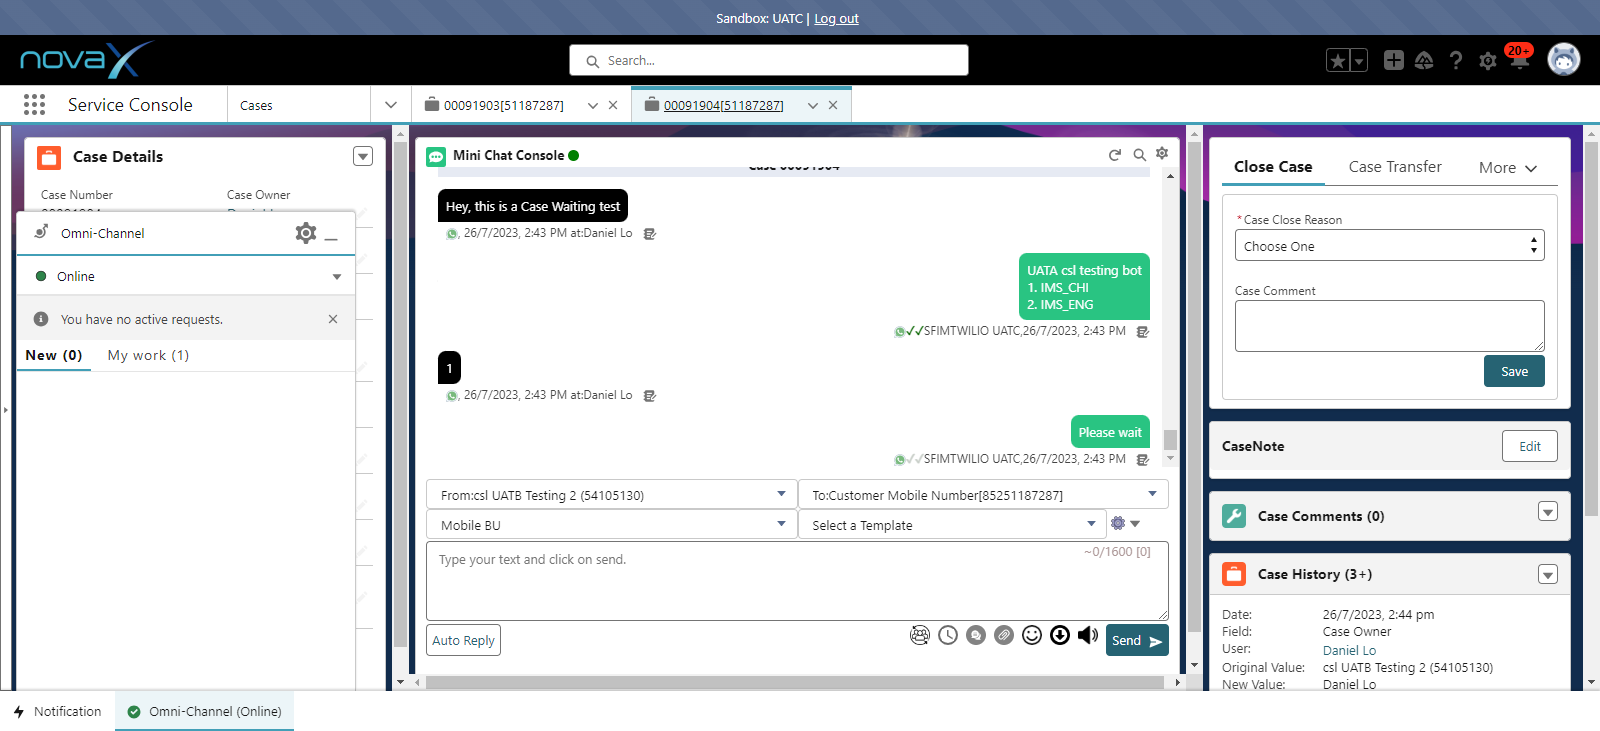 Sandbox: UATC | Log out
novaX
Search...
20+
Service Console
Cases
00091903[51187287]
00091904[51187287]
Case Details
Case Number
Case Owner
Omni-Channel
Online
You have no active requests.
New (0)
My work (1)
Mini Chat Console
Case 00091904
Hey, this is a Case Waiting test
, 26/7/2023, 2:43 PM at:Daniel Lo
UATA csl testing bot
1. IMS_CHI
2. IMS_ENG
SFIMTWILIO UATC,26/7/2023, 2:43 PM
1
, 26/7/2023, 2:43 PM at:Daniel Lo
Please wait
SFIMTWILIO UATC,26/7/2023, 2:43 PM
From:csl UATB Testing 2 (54105130)
To:Customer Mobile Number[85251187287]
Mobile BU
Select a Template
Type your text and click on send.
~0/1600 [0]
Auto Reply
Send
Close Case
Case Transfer
More
*Case Close Reason
Choose One
Case Comment
Save
CaseNote
Edit
Case Comments (0)
Case History (3+)
Date:
26/7/2023, 2:44 pm
Field:
Case Owner
User:
Daniel Lo
Original Value:
csl UATB Testing 2 (54105130)
New Value:
Daniel Lo
Notification
Omni-Channel (Online)